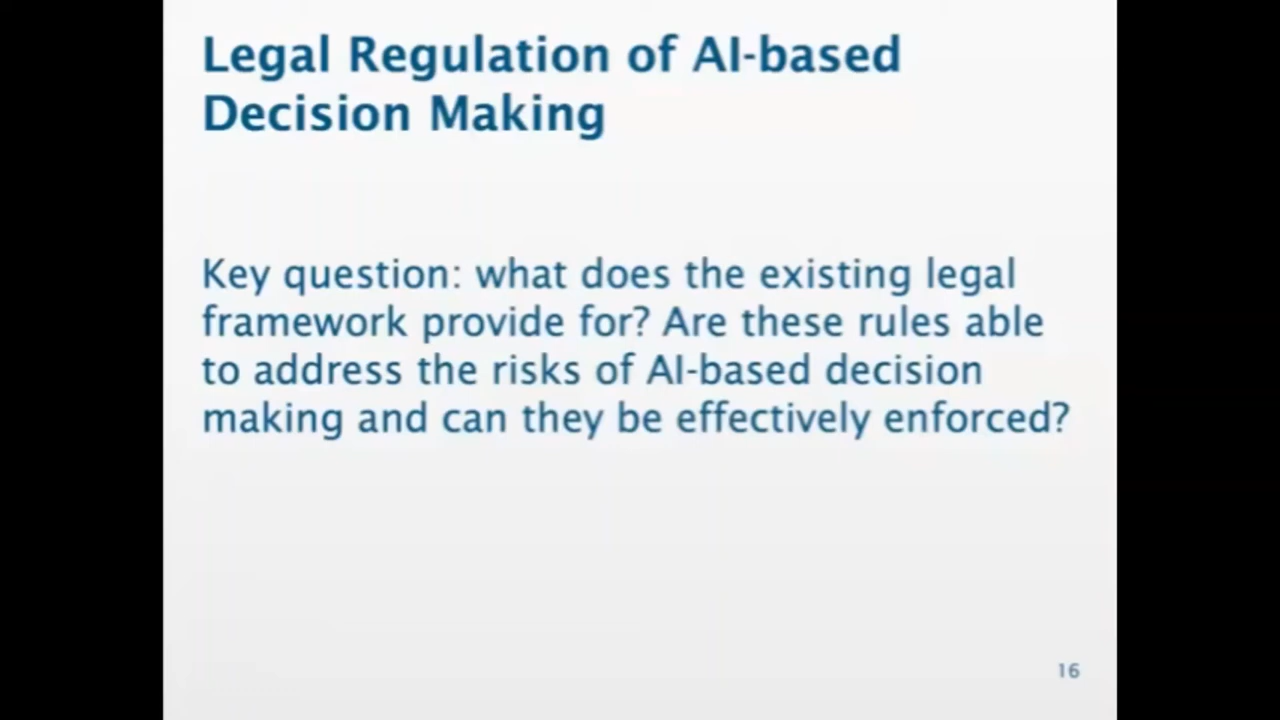 Legal Regulation of AI-based
Decision Making
Key question: what does the existing legal
framework provide for? Are these rules able
to address the risks of AI-based decision
making and can they be effectively enforced?
16